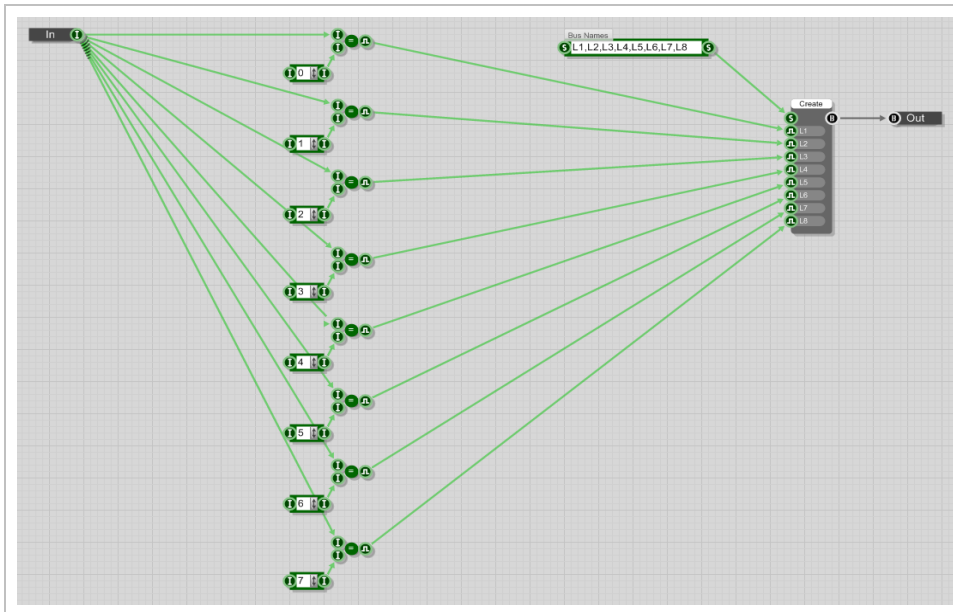 In
=
0
=
1
=
2
=
3
=
4
=
5
=
6
=
7
Bus Names
L1,L2,L3,L4,L5,L6,L7,L8
Create
L1
L2
L3
L4
L5
L6
L7
L8
Out